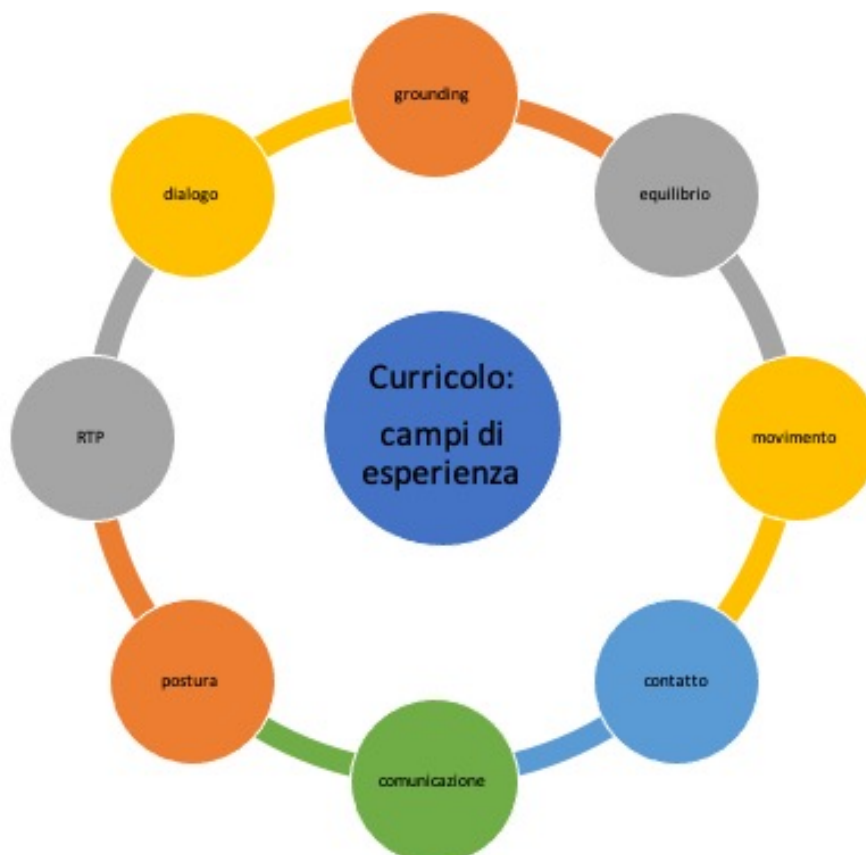 grounding
dialogo
equilibrio
Curricolo:
campi di
esperienza
RTP
movimento
postura
contatto
comunicazione